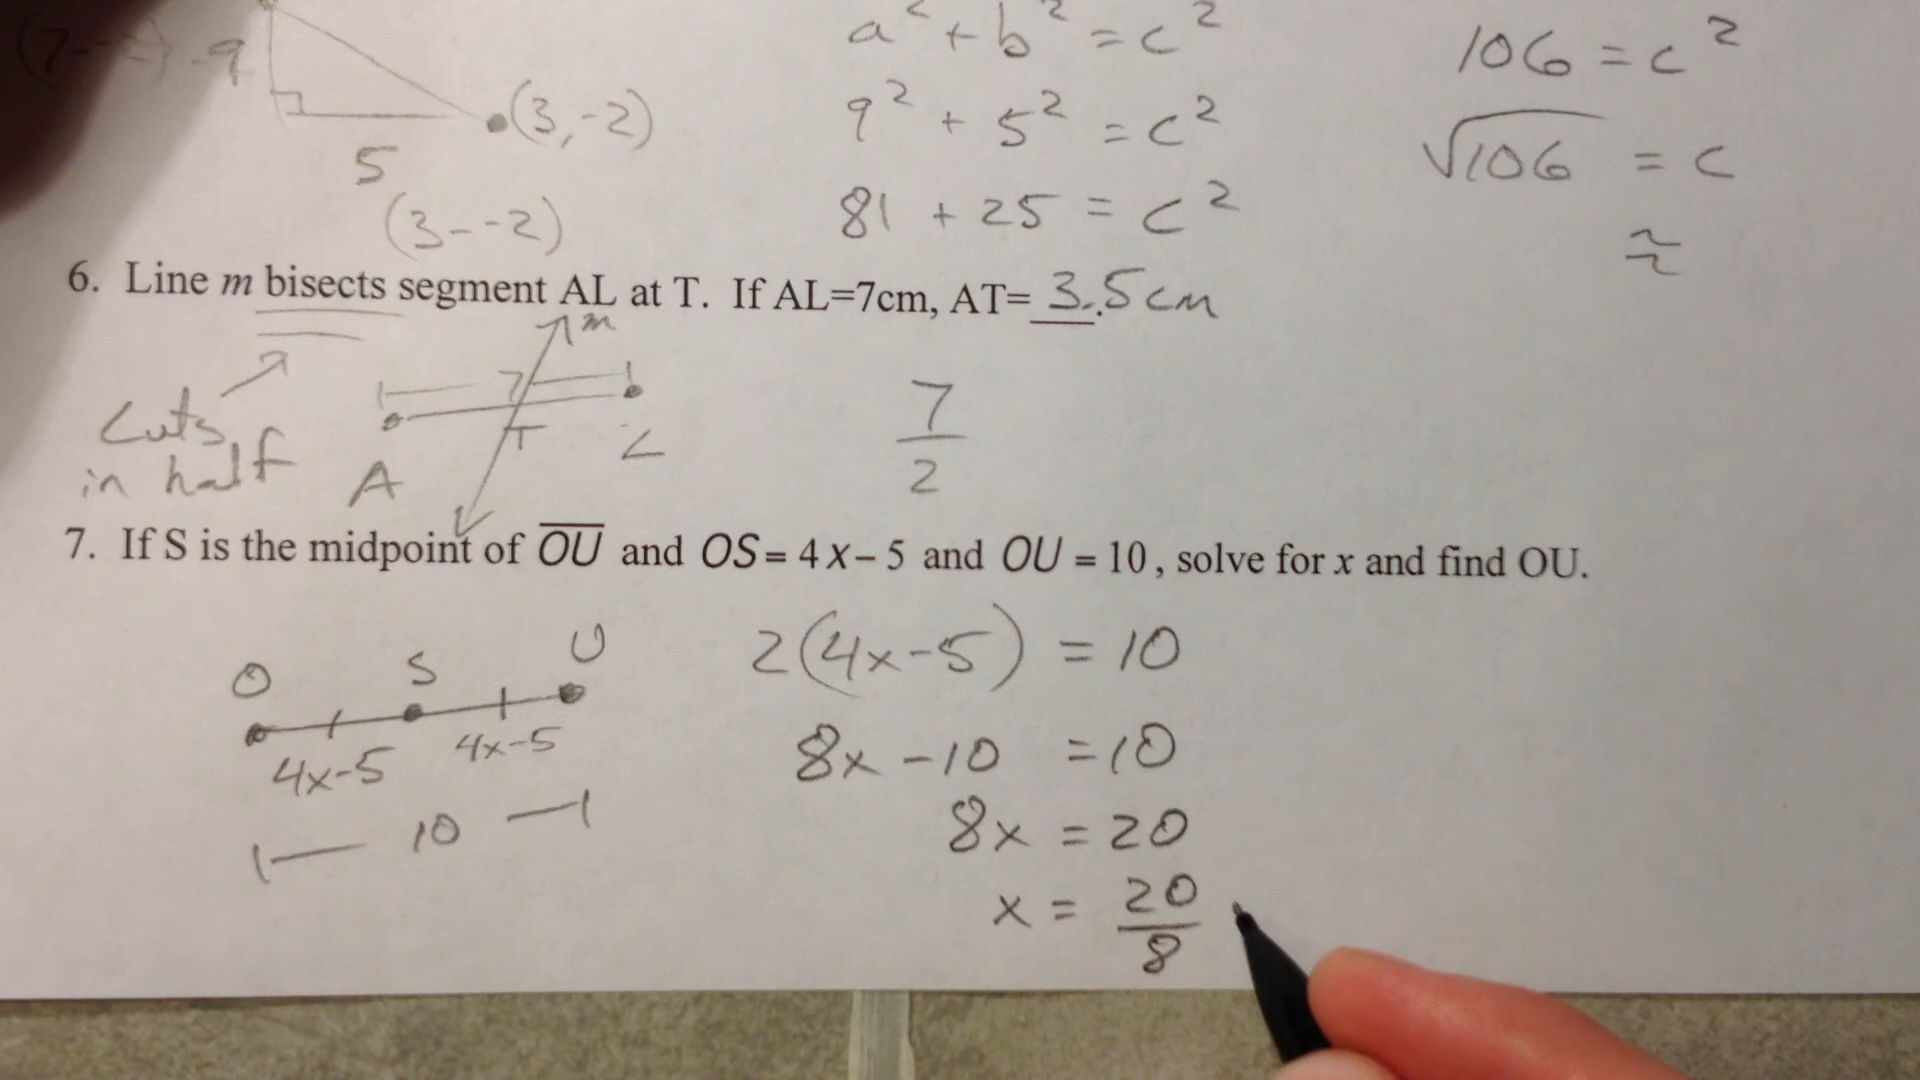 (7--2) 9
(3,-2)
5
(3--2)
a² + b² = c²
9² + 5² = c²
81 + 25 = c²
106 = c²
√106 = c
≈
6. Line m bisects segment AL at T. If AL=7cm, AT= 3.5cm
m
7
T
L
A
cuts
in half
7
2
7. If S is the midpoint of O͞U͞ and OS = 4x – 5 and OU = 10, solve for x and find OU.
O S U
4x-5 4x-5
10
2(4x-5) = 10
8x - 10 = 10
8x = 20
x = 20/8